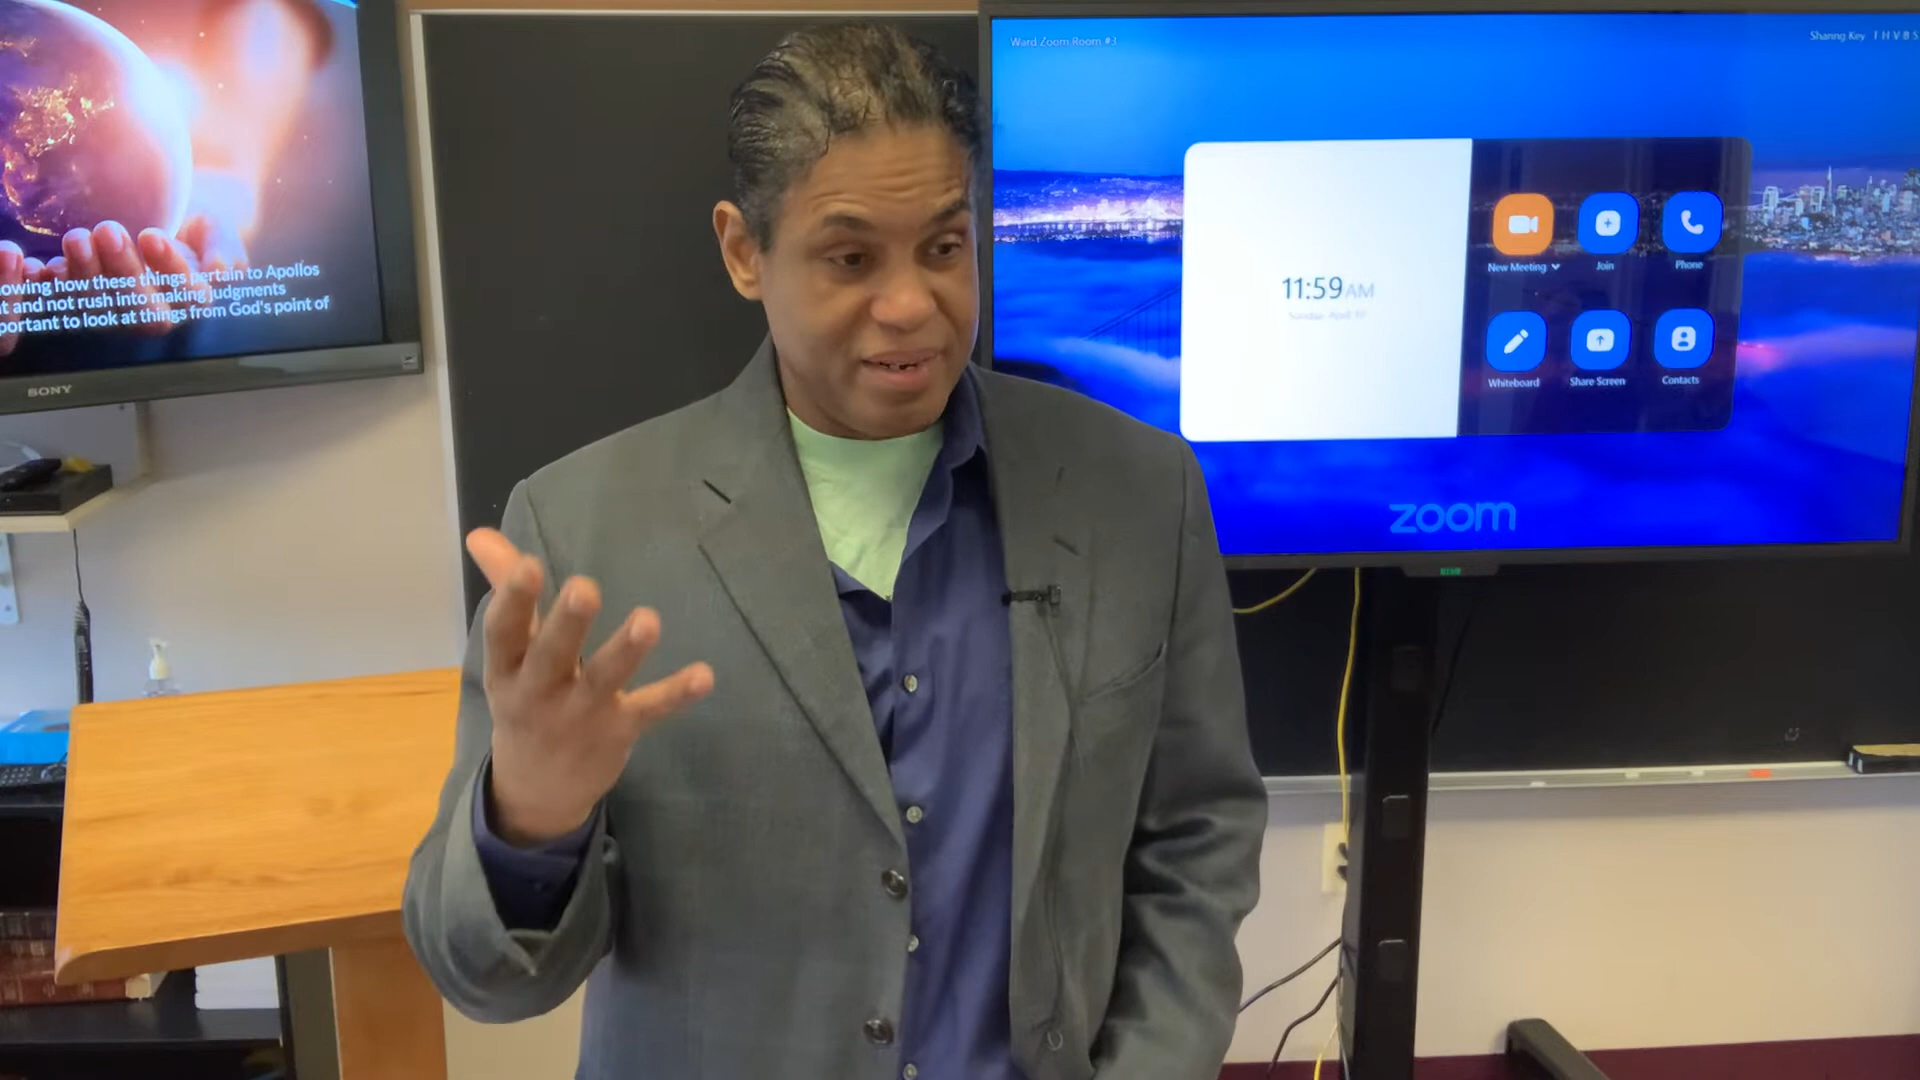 owing how these things pertain to Apollos
t and not rush into making judgments
portant to look at things from God's point of
SONY
Ward Zoom Room #3
Sharing Key
11:59 AM
New Meeting
Join
Phone
Whiteboard
Share Screen
Contacts
zoom